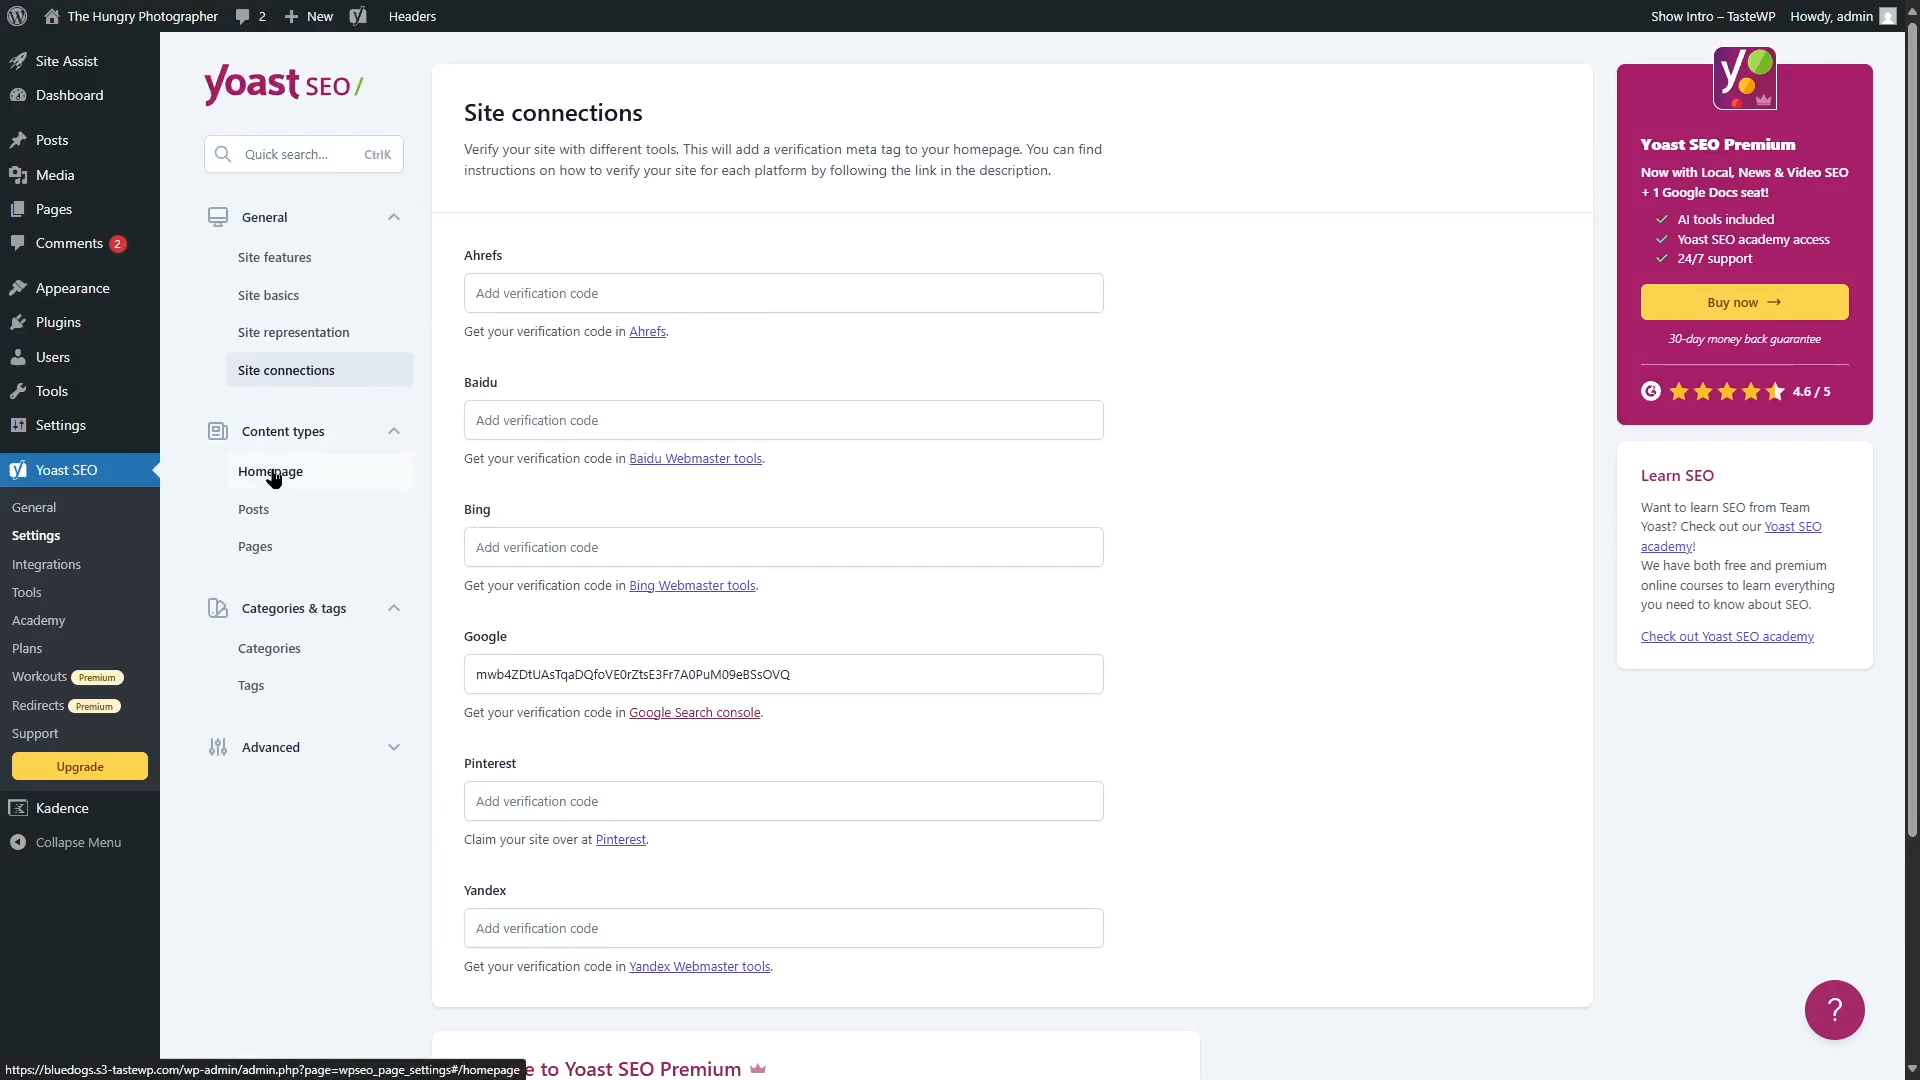 The Hungry Photographer
2
New
Headers
Show Intro – TasteWP
Howdy, admin
Site Assist
Dashboard
Posts
Media
Pages
Comments 2
Appearance
Plugins
Users
Tools
Settings
Yoast SEO
General
Settings
Integrations
Tools
Academy
Plans
Workouts Premium
Redirects Premium
Support
Upgrade
Kadence
Collapse Menu
yoast SEO
Quick search... CtrlK
General
Site features
Site basics
Site representation
Site connections
Content types
Homepage
Posts
Pages
Categories & tags
Categories
Tags
Advanced
Site connections
Verify your site with different tools. This will add a verification meta tag to your homepage. You can find
instructions on how to verify your site for each platform by following the link in the description.
Ahrefs
Add verification code
Get your verification code in Ahrefs.
Baidu
Add verification code
Get your verification code in Baidu Webmaster tools.
Bing
Add verification code
Get your verification code in Bing Webmaster tools.
Google
mwb4ZDtUAsTqaDQfoVE0rZtsE3Fr7A0PuM09eBSsOVQ
Get your verification code in Google Search console.
Pinterest
Add verification code
Claim your site over at Pinterest.
Yandex
Add verification code
Get your verification code in Yandex Webmaster tools.
e to Yoast SEO Premium
Yoast SEO Premium
Now with Local, News & Video SEO
+ 1 Google Docs seat!
AI tools included
Yoast SEO academy access
24/7 support
Buy now
30-day money back guarantee
4.6 / 5
Learn SEO
Want to learn SEO from Team
Yoast? Check out our Yoast SEO
academy!
We have both free and premium
online courses to learn everything
you need to know about SEO.
Check out Yoast SEO academy
?
https://bluedogs.s3-tastewp.com/wp-admin/admin.php?page=wpseo_page_settings#/homepage